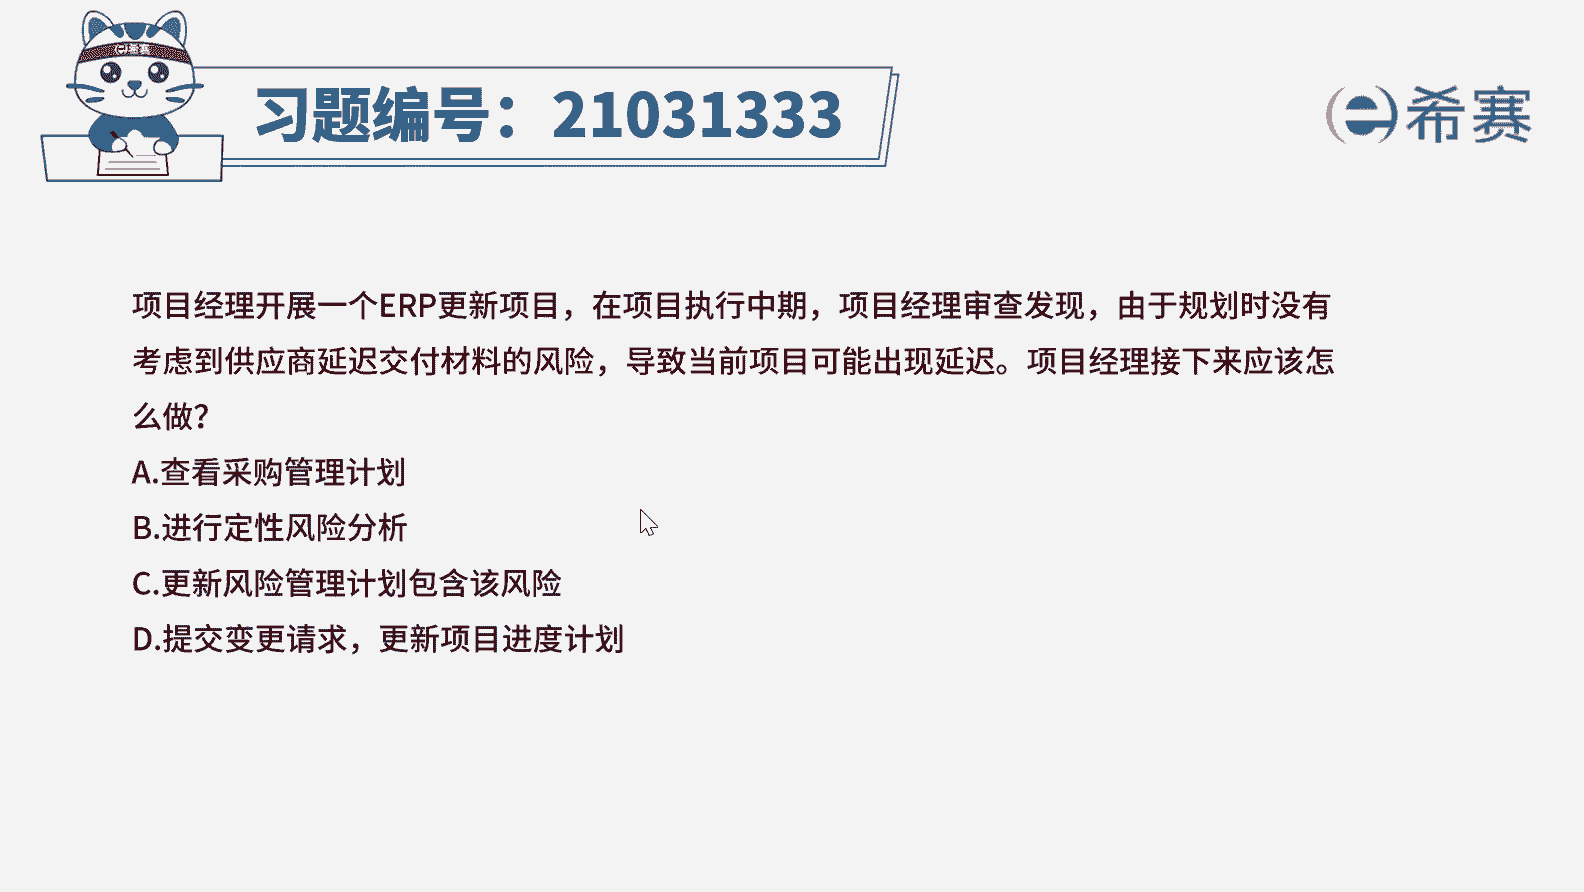 习题编号：21031333
希赛
希赛
项目经理开展一个ERP更新项目，在项目执行中期，项目经理审查发现，由于规划时没有
考虑到供应商延迟交付材料的风险，导致当前项目可能出现延迟。项目经理接下来应该怎
么做？
A.查看采购管理计划
B.进行定性风险分析
C.更新风险管理计划包含该风险
D.提交变更请求，更新项目进度计划